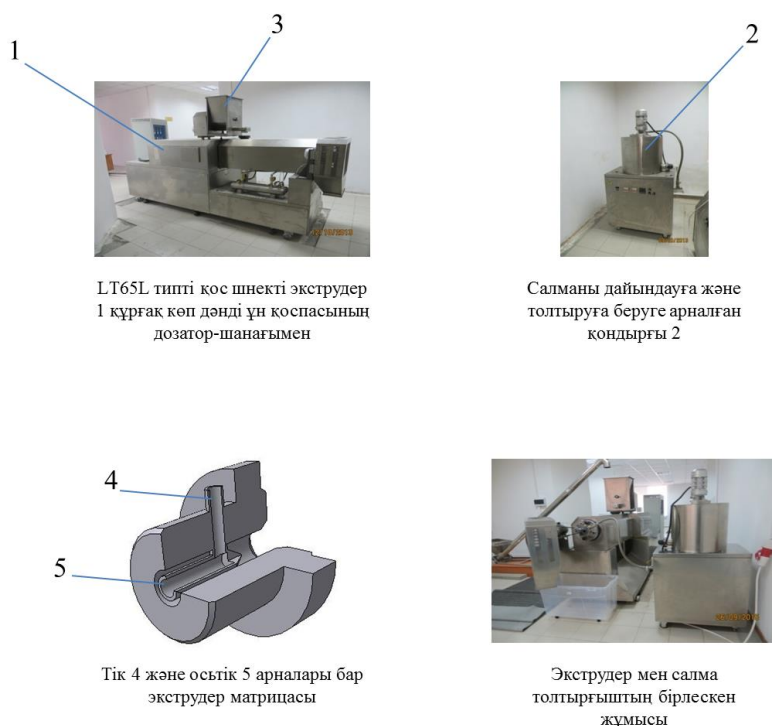 3
1
2
LT65L типті қос шнекті экструдер
1 құрғақ көп дәнді ұн қоспасының
дозатор-шанағымен
Салманы дайындауға және
толтыруға беруге арналған
қондырғы 2
4
5
Тік 4 және осьтік 5 арналары бар
экструдер матрицасы
Экструдер мен салма
толтырғыштың бірлескен
жұмысы